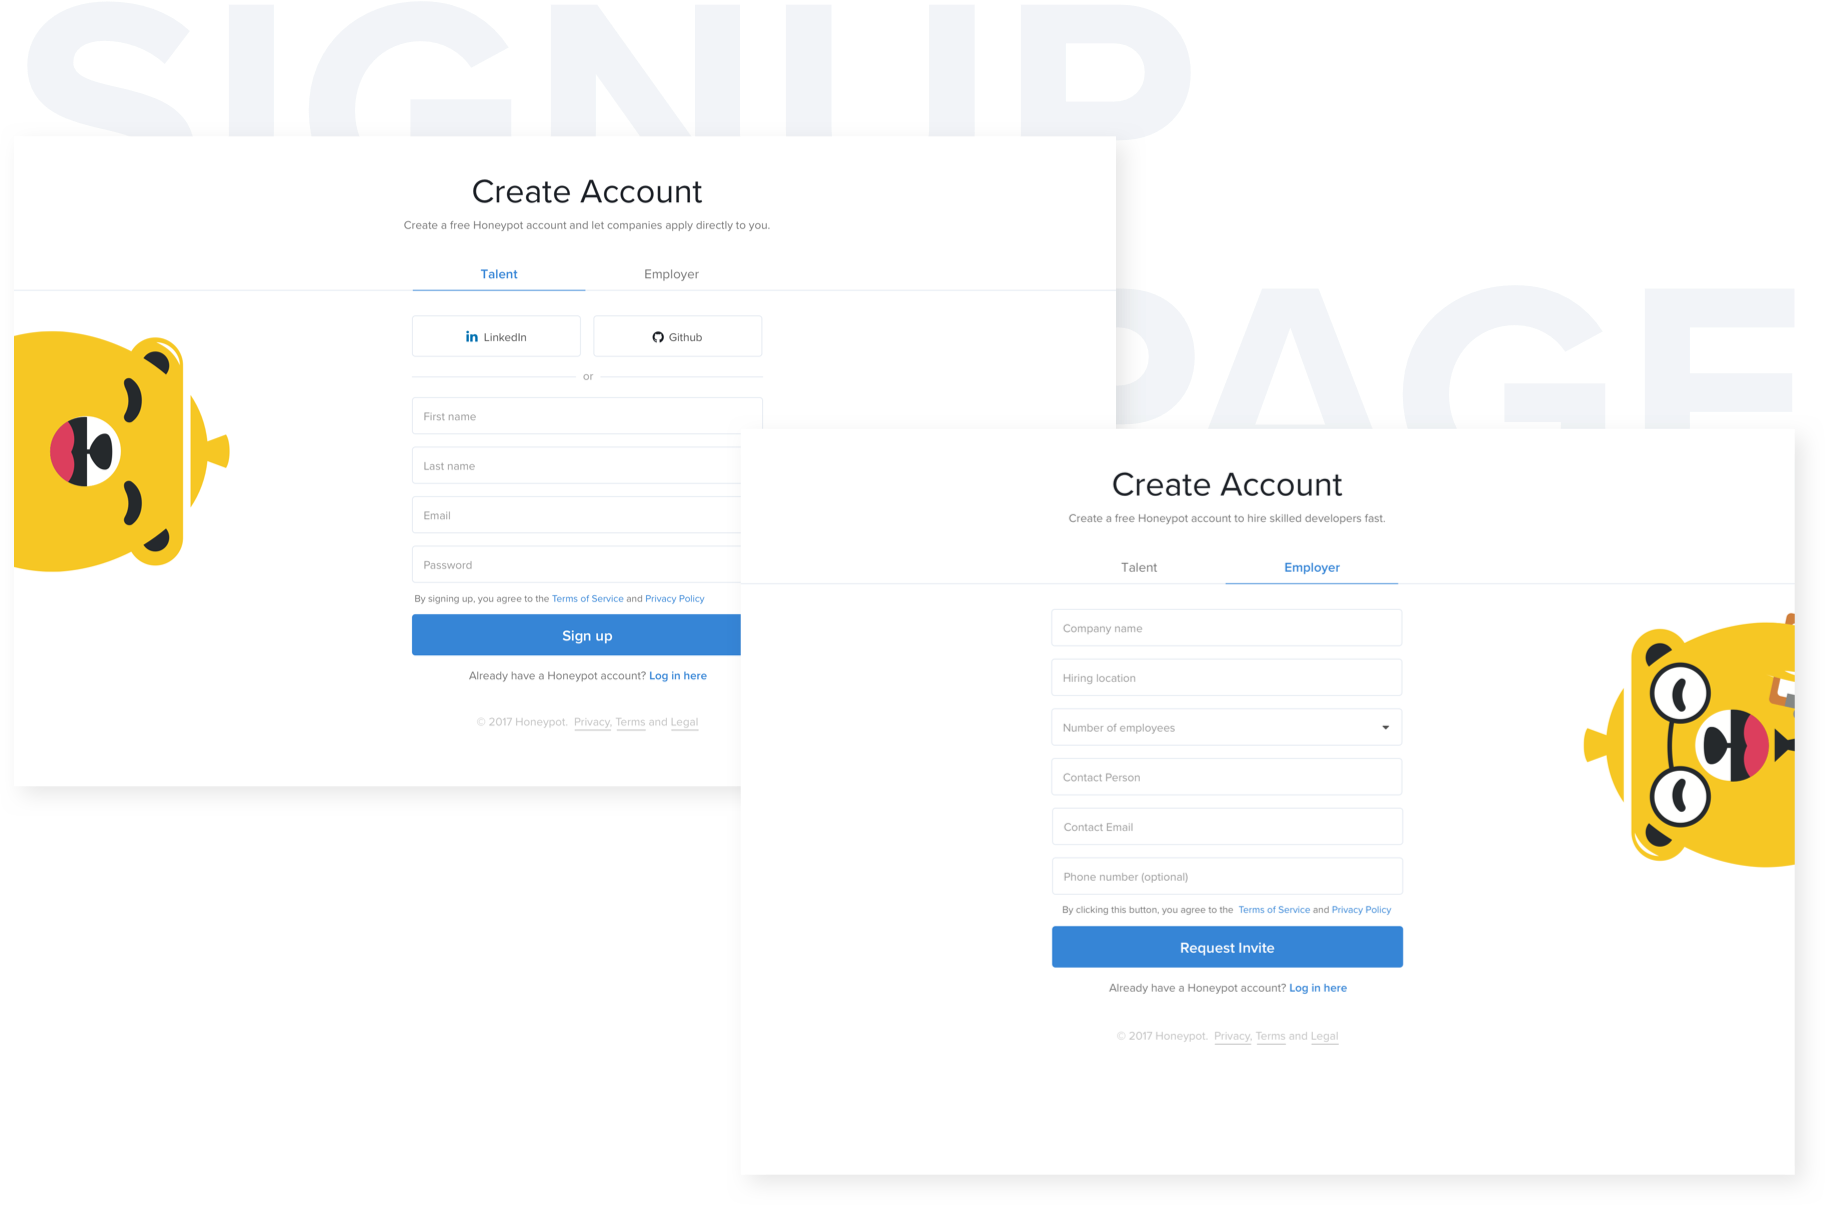 SIGNUP
PAGE
Create Account
Create a free Honeypot account and let companies apply directly to you.
Talent
Employer
in LinkedIn
Github
or
First name
Last name
Email
Password
By signing up, you agree to the Terms of Service and Privacy Policy
Sign up
Already have a Honeypot account? Log in here
© 2017 Honeypot. Privacy, Terms and Legal
Create Account
Create a free Honeypot account to hire skilled developers fast.
Talent
Employer
Company name
Hiring location
Number of employees
Contact Person
Contact Email
Phone number (optional)
By clicking this button, you agree to the Terms of Service and Privacy Policy
Request Invite
Already have a Honeypot account? Log in here
© 2017 Honeypot. Privacy, Terms and Legal